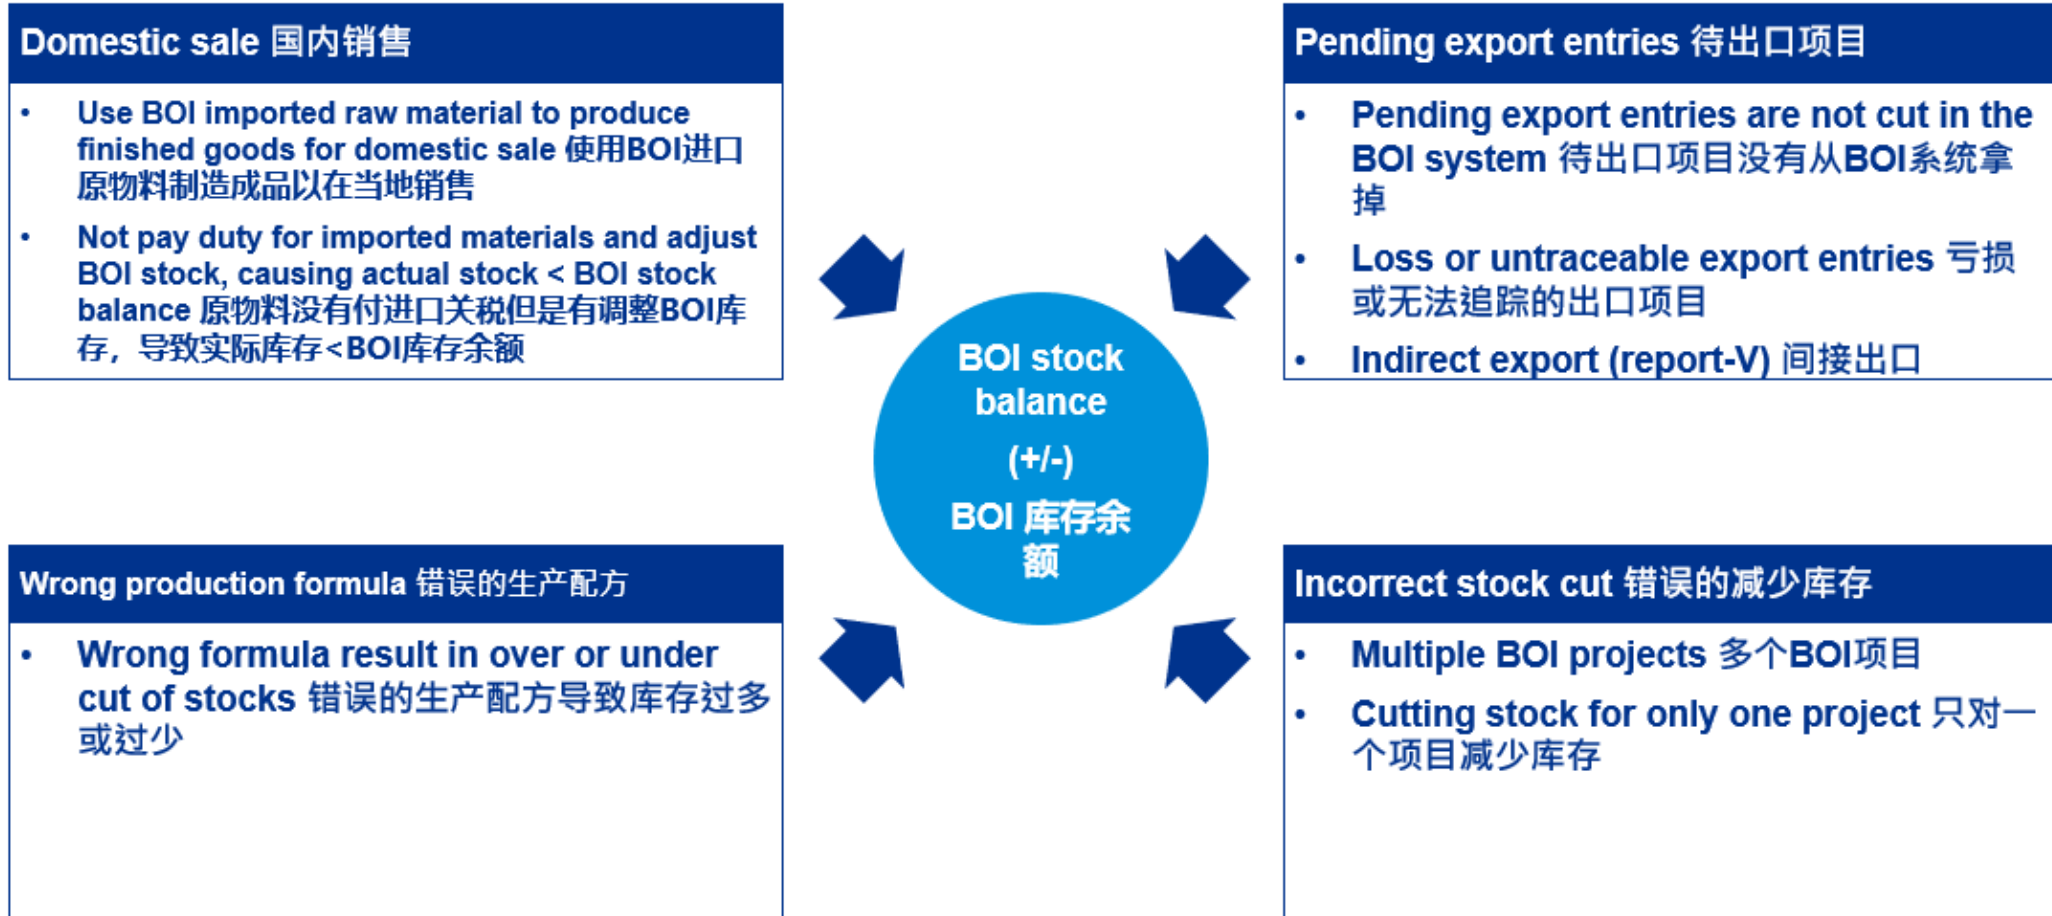 Domestic sale 国内销售
• Use BOI imported raw material to produce
finished goods for domestic sale 使用BOI进口
原物料制造成品以在当地销售
• Not pay duty for imported materials and adjust
BOI stock, causing actual stock < BOI stock
balance 原物料没有付进口关税但是有调整BOI库
存，导致实际库存<BOI库存余额
Pending export entries 待出口项目
• Pending export entries are not cut in the
BOI system 待出口项目没有从BOI系统拿
掉
• Loss or untraceable export entries 亏损
或无法追踪的出口项目
• Indirect export (report-V) 间接出口
BOI stock
balance
(+/-)
BOI 库存余
额
Wrong production formula 错误的生产配方
• Wrong formula result in over or under
cut of stocks 错误的生产配方导致库存过多
或过少
Incorrect stock cut 错误的减少库存
• Multiple BOI projects 多个BOI项目
• Cutting stock for only one project 只对一
个项目减少库存